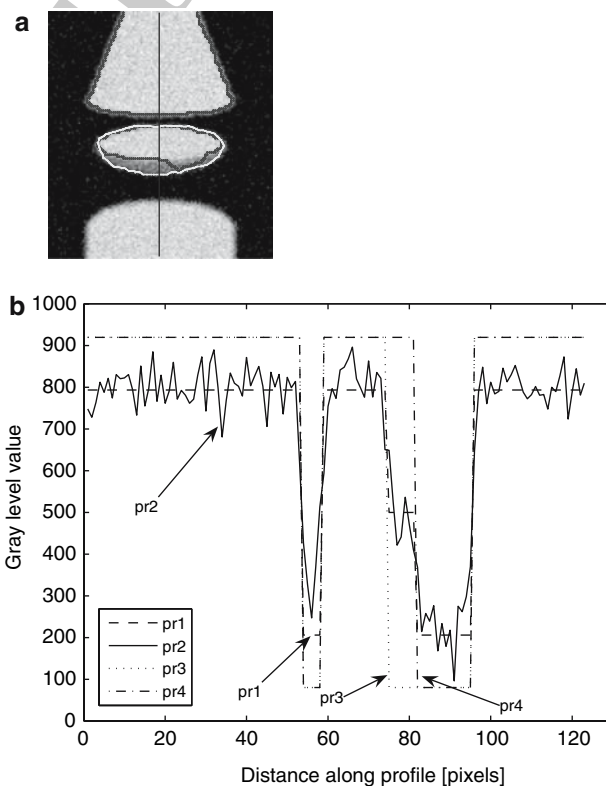 a
b
1000
900
800
700
600
500
400
300
200
100
0
Gray level value
pr2
pr1
pr3
pr4
pr1
pr2
pr3
pr4
0 20 40 60 80 100 120
Distance along profile [pixels]